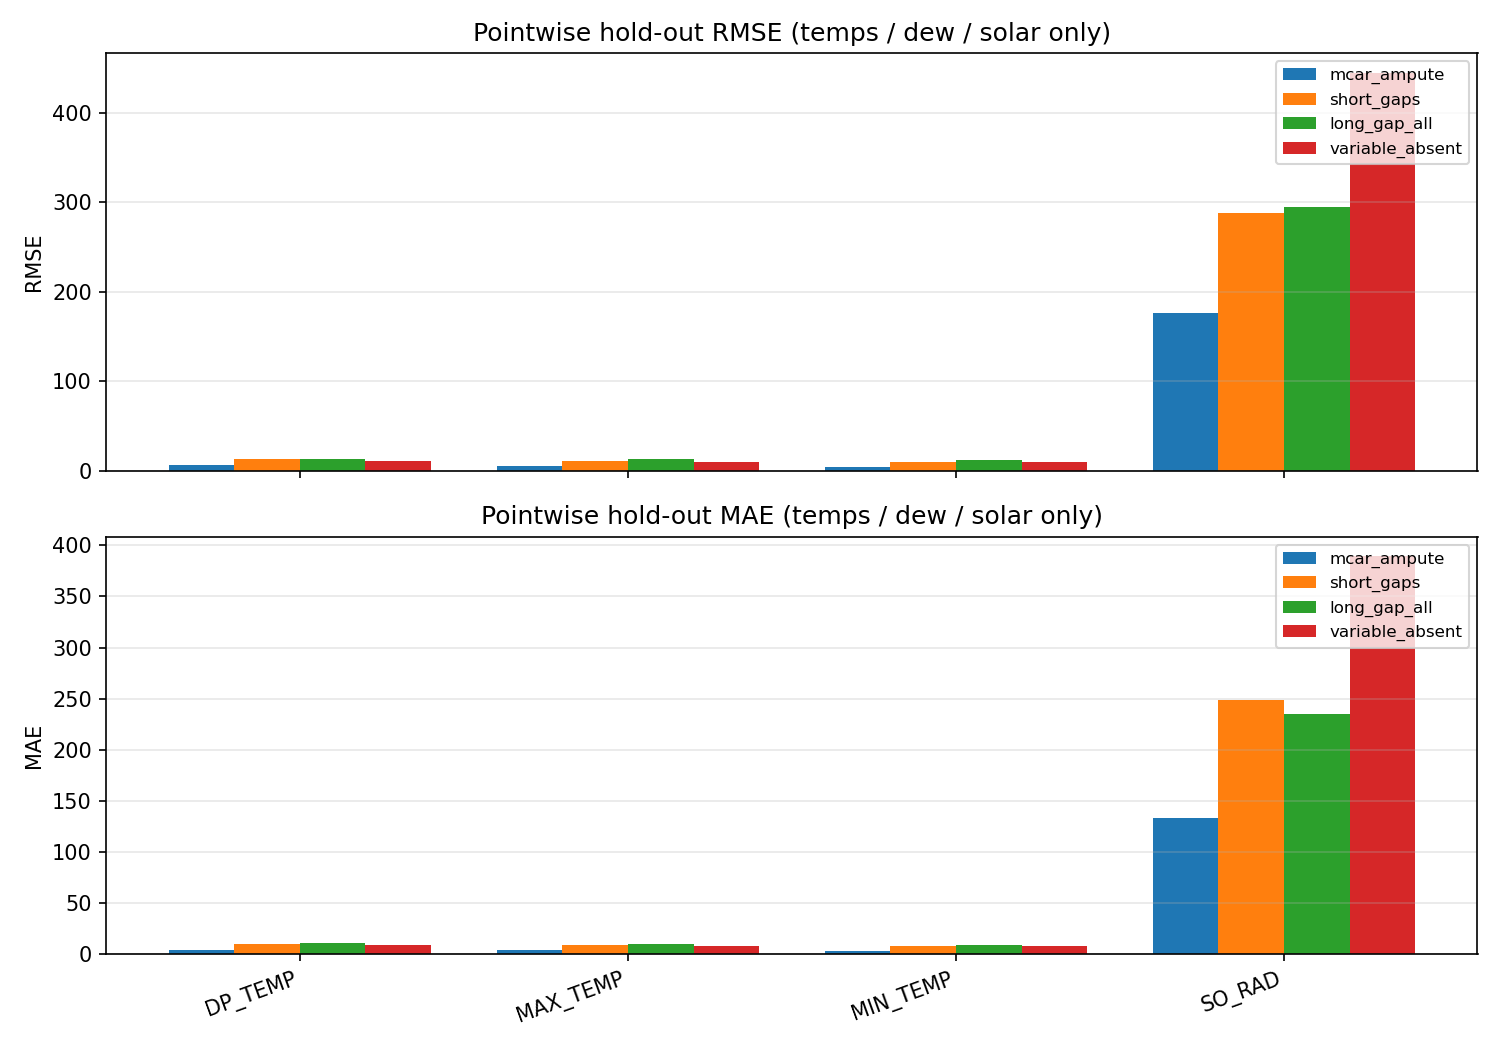 Pointwise hold-out RMSE (temps / dew / solar only)
mcar_ampute
short_gaps
long_gap_all
variable_absent
400
300
200
100
0
RMSE
Pointwise hold-out MAE (temps / dew / solar only)
mcar_ampute
short_gaps
long_gap_all
variable_absent
400
350
300
250
200
150
100
50
0
MAE
DP_TEMP
MAX_TEMP
MIN_TEMP
SO_RAD